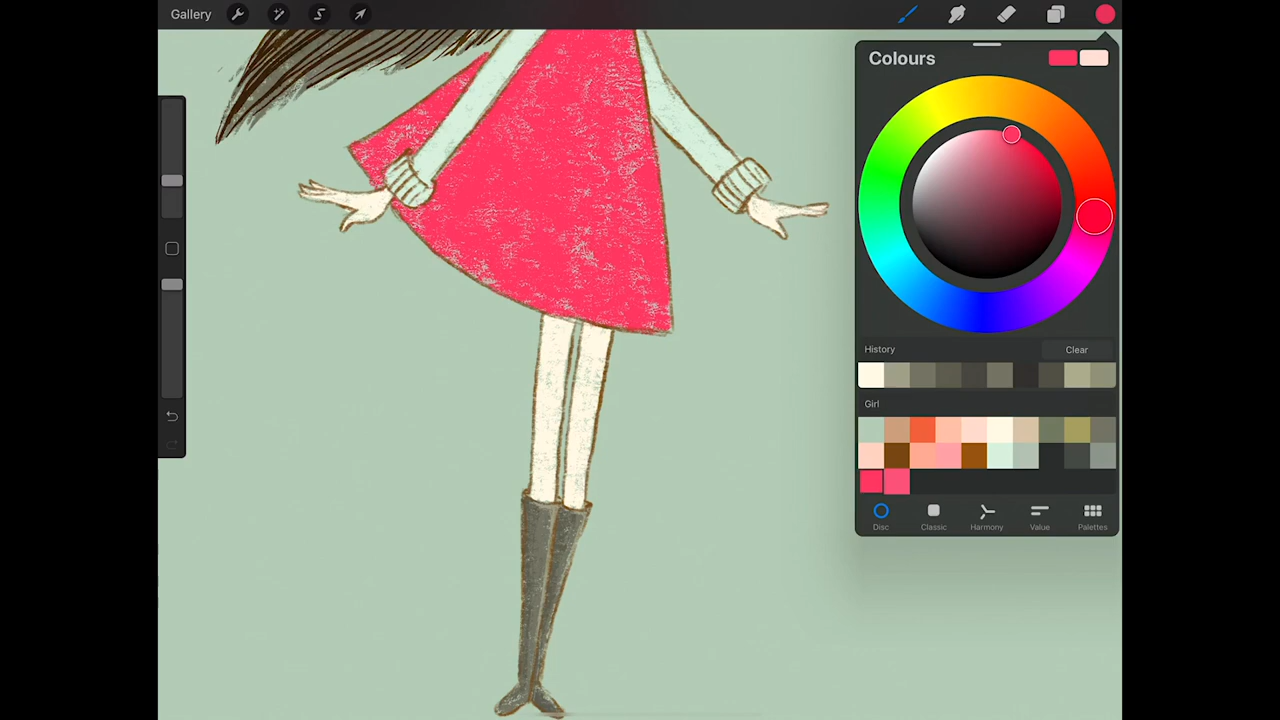 Gallery
Colours
History
Clear
Girl
Disc
Classic
Harmony
Value
Palettes